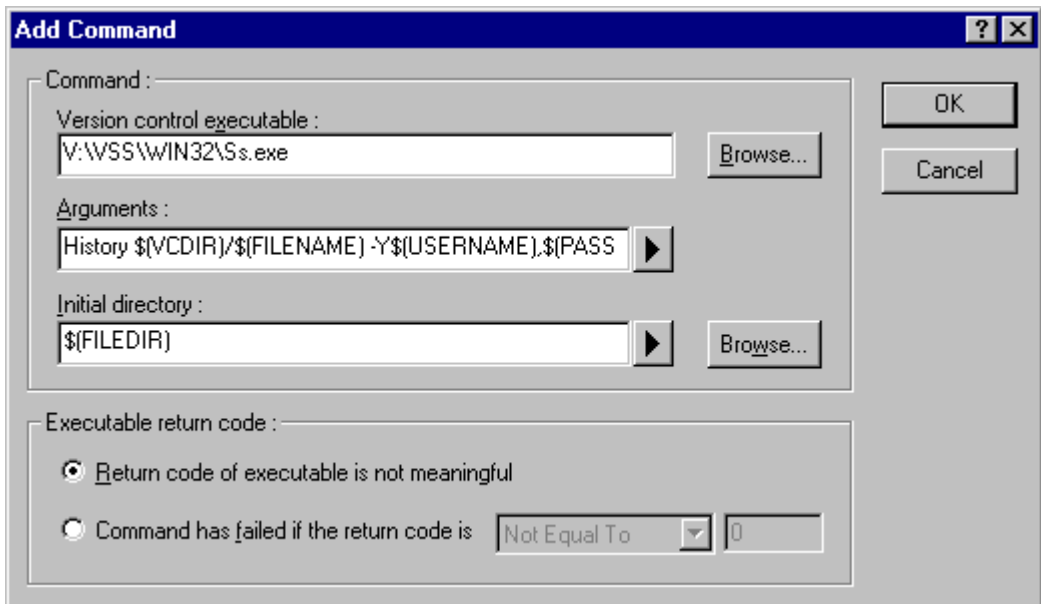 Add Command
Command :
OK
Version control executable :
V:\VSS\WIN32\Ss.exe
Browse...
Cancel
Arguments :
History $(VCDIR)/$(FILENAME) -Y$(USERNAME),$(PASS
Initial directory :
$(FILEDIR)
Browse...
Executable return code :
Return code of executable is not meaningful
Command has failed if the return code is Not Equal To 0